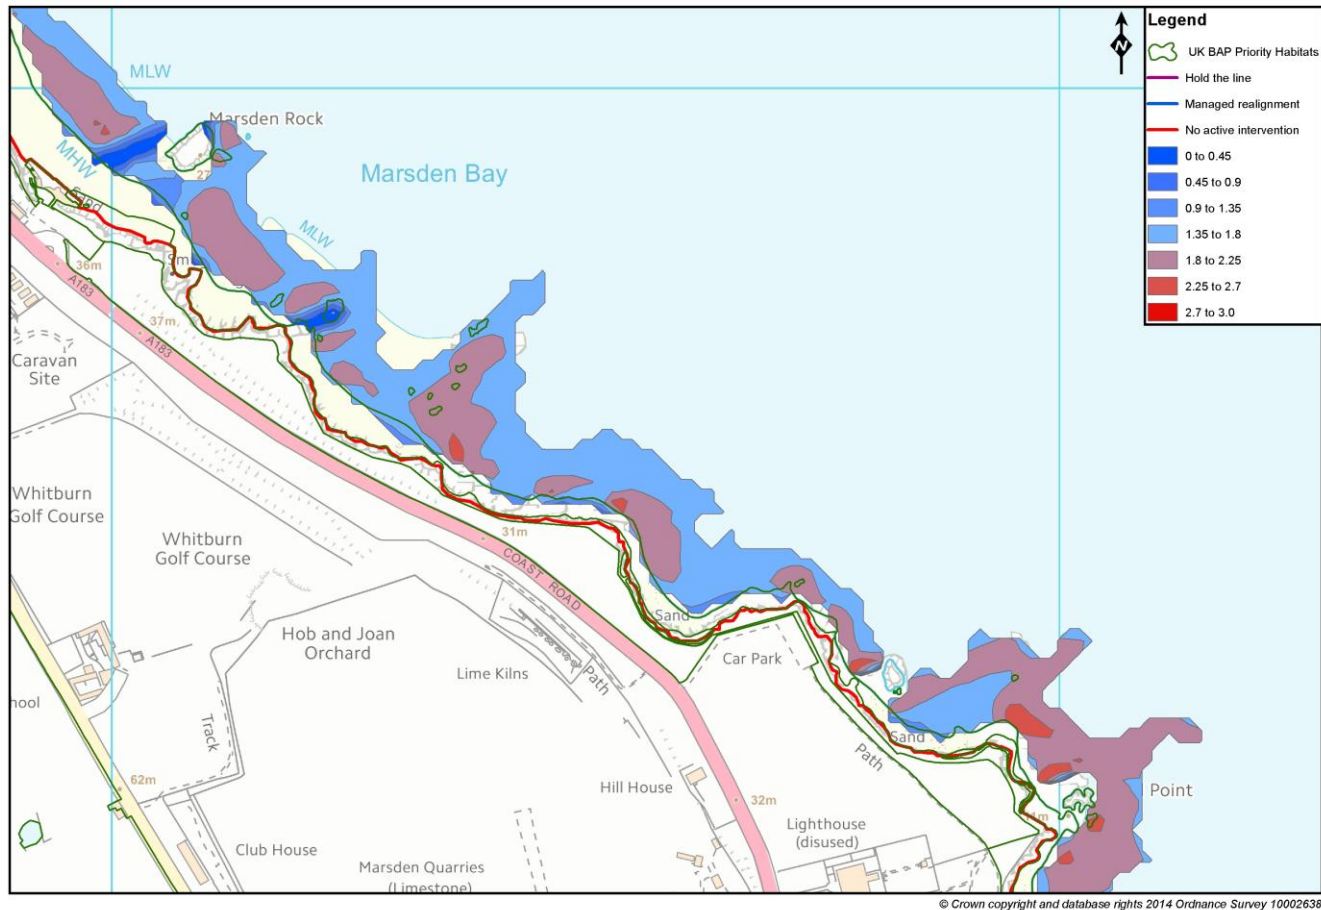 Legend
UK BAP Priority Habitats
Hold the line
Managed realignment
No active intervention
0 to 0.45
0.45 to 0.9
0.9 to 1.35
1.35 to 1.8
1.8 to 2.25
2.25 to 2.7
2.7 to 3.0
N
MLW
Marsden Rock
27
MHW
Marsden Bay
Sand
MLW
36m
A183
37m
A183
Caravan
Site
Whitburn
Golf Course
Whitburn
Golf Course
31m
COAST ROAD
Hob and Joan
Orchard
Lime Kilns
Path
Sand
Car Park
Sand
Path
Track
62m
Hill House
32m
Point
Lighthouse
(disused)
Club House
Marsden Quarries
(Limestone)
© Crown copyright and database rights 2014 Ordnance Survey 10002638